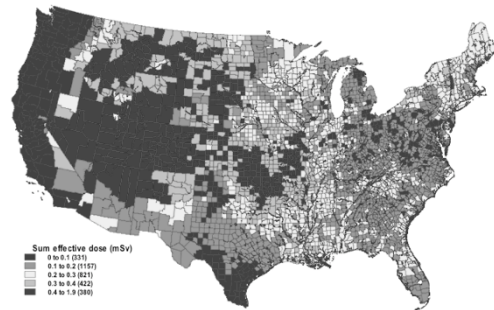 Sum effective dose (mSv)
0 to 0.1 (331)
0.1 to 0.2 (1157)
0.2 to 0.3 (821)
0.3 to 0.4 (422)
0.4 to 1.9 (380)